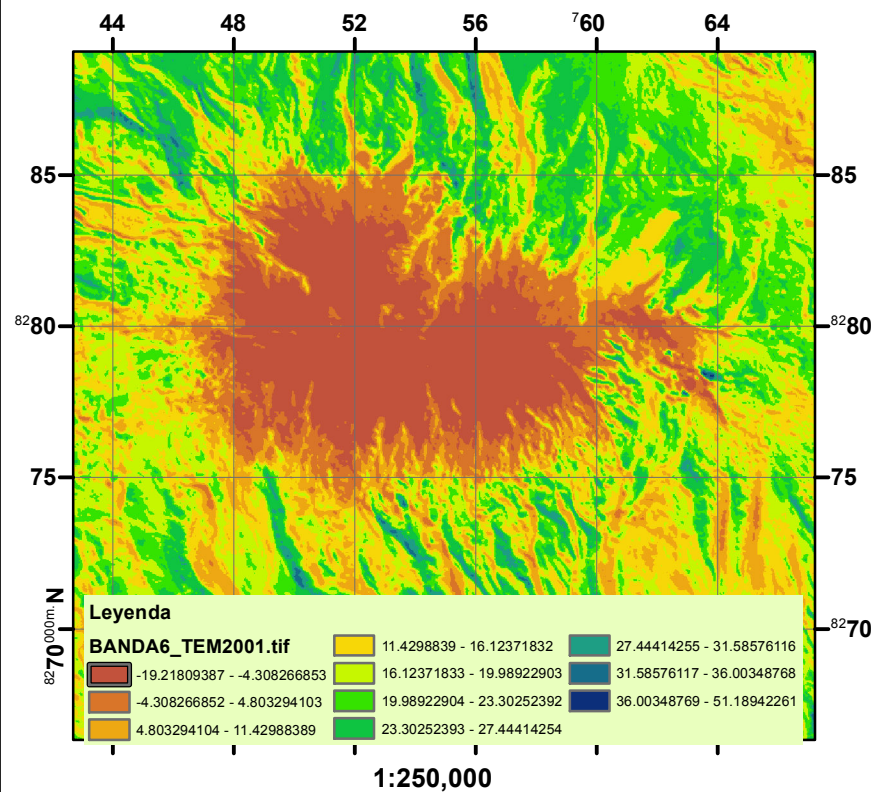 44 48 52 56 760 64
85 85
8280 8280
75 75
8270000m. N 8270
Leyenda
BANDA6_TEM2001.tif
-19.21809387 - -4.308266853
-4.308266852 - 4.803294103
4.803294104 - 11.42988389
11.4298839 - 16.12371832
16.12371833 - 19.98922903
19.98922904 - 23.30252392
23.30252393 - 27.44414254
27.44414255 - 31.58576116
31.58576117 - 36.00348768
36.00348769 - 51.18942261
1:250,000